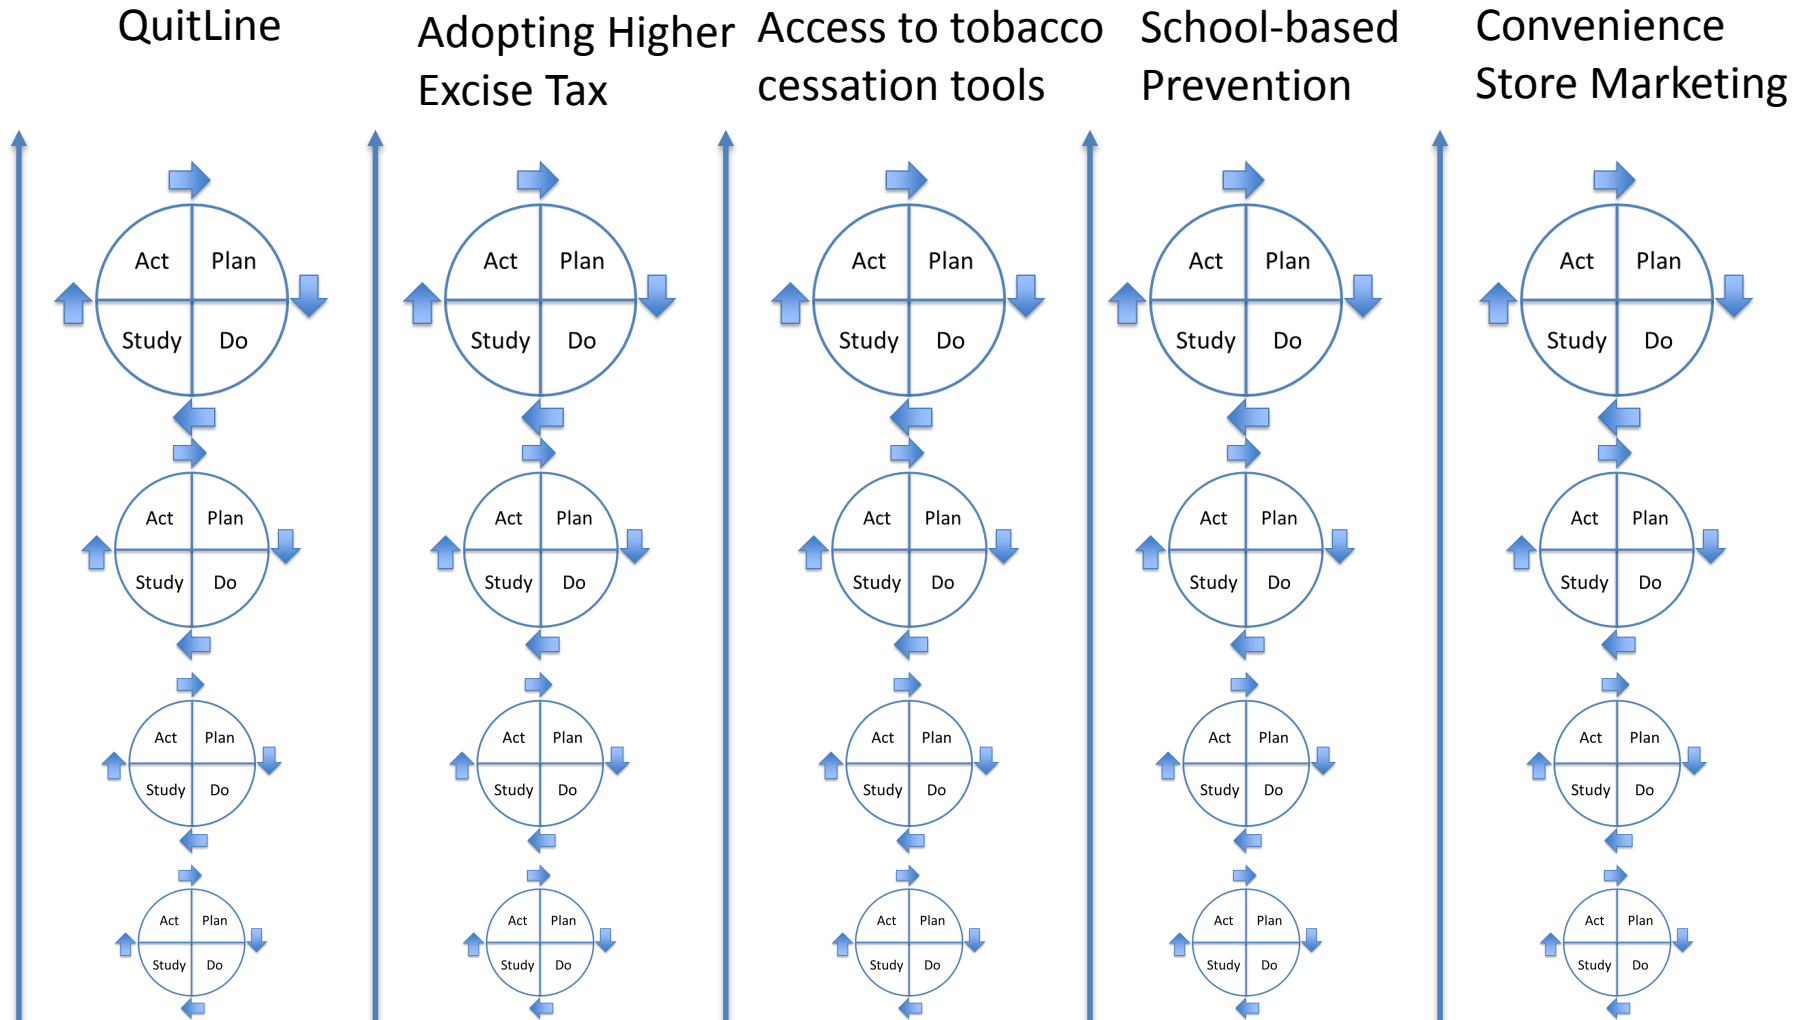 QuitLine
Adopting Higher
Excise Tax
Access to tobacco
cessation tools
School-based
Prevention
Convenience
Store Marketing
Act Plan
Study Do
Act Plan
Study Do
Act Plan
Study Do
Act Plan
Study Do
Act Plan
Study Do
Act Plan
Study Do
Act Plan
Study Do
Act Plan
Study Do
Act Plan
Study Do
Act Plan
Study Do
Act Plan
Study Do
Act Plan
Study Do
Act Plan
Study Do
Act Plan
Study Do
Act Plan
Study Do
Act Plan
Study Do
Act Plan
Study Do
Act Plan
Study Do
Act Plan
Study Do
Act Plan
Study Do